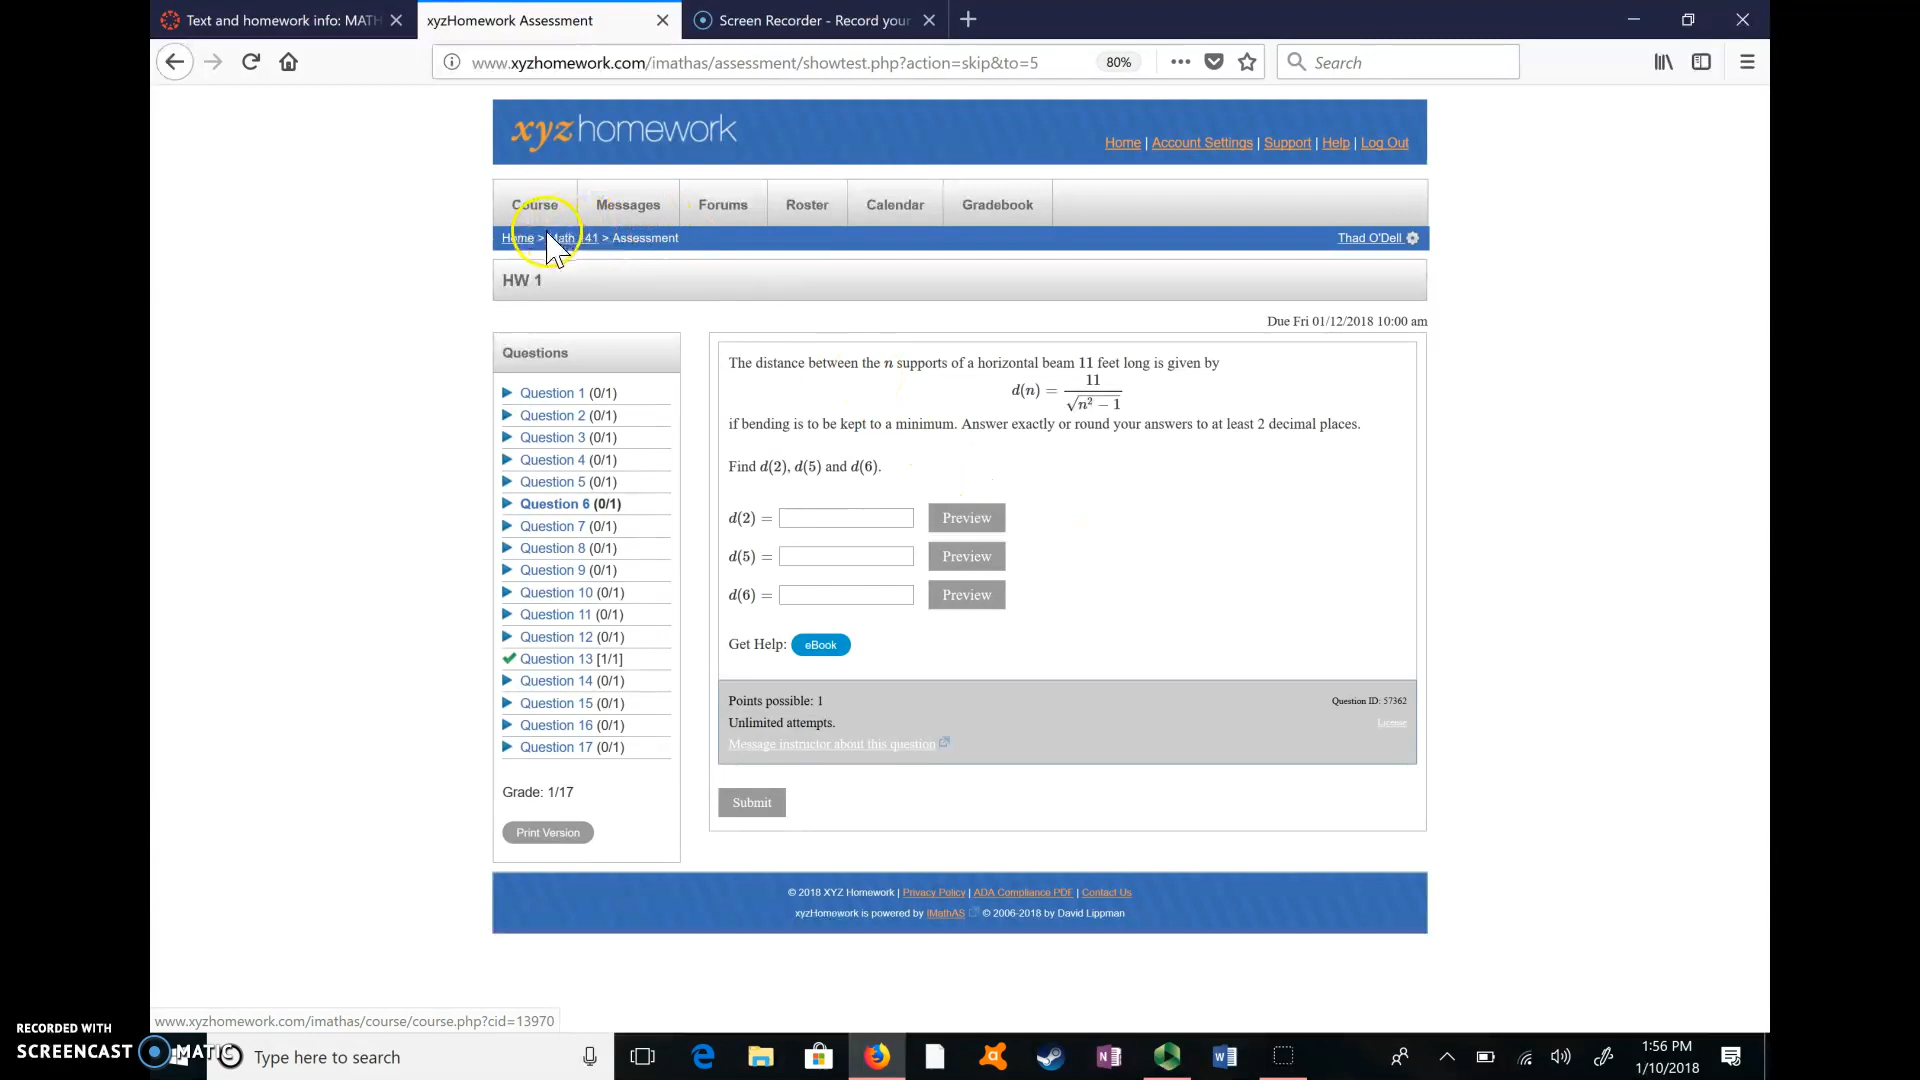 Text and homework info: MATH
xyzHomework Assessment
Screen Recorder - Record your
www.xyzhomework.com/imathas/assessment/showtest.php?action=skip&to=5
80%
Search
xyzhomework
Home | Account Settings | Support | Help | Log Out
Course
Messages
Forums
Roster
Calendar
Gradebook
Home > Math 141 > Assessment
Thad O'Dell
HW 1
Due Fri 01/12/2018 10:00 am
Questions
Question 1 (0/1)
Question 2 (0/1)
Question 3 (0/1)
Question 4 (0/1)
Question 5 (0/1)
Question 6 (0/1)
Question 7 (0/1)
Question 8 (0/1)
Question 9 (0/1)
Question 10 (0/1)
Question 11 (0/1)
Question 12 (0/1)
Question 13 [1/1]
Question 14 (0/1)
Question 15 (0/1)
Question 16 (0/1)
Question 17 (0/1)
Grade: 1/17
Print Version
The distance between the n supports of a horizontal beam 11 feet long is given by
d(n) = 11 / √(n² − 1)
if bending is to be kept to a minimum. Answer exactly or round your answers to at least 2 decimal places.
Find d(2), d(5) and d(6).
d(2) = Preview
d(5) = Preview
d(6) = Preview
Get Help: eBook
Points possible: 1
Question ID: 57362
Unlimited attempts.
License
Message instructor about this question
Submit
© 2018 XYZ Homework | Privacy Policy | ADA Compliance PDF | Contact Us
xyzHomework is powered by IMathAS © 2006-2018 by David Lippman
www.xyzhomework.com/imathas/course/course.php?cid=13970
RECORDED WITH
SCREENCAST MATIC
Type here to search
1:56 PM
1/10/2018